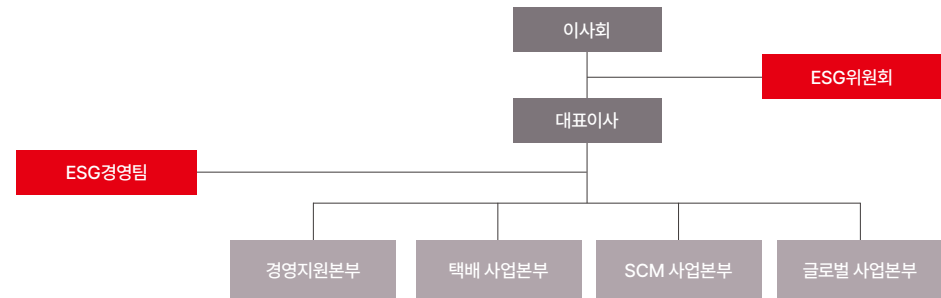 이사회
ESG위원회
대표이사
ESG경영팀
경영지원본부
택배 사업본부
SCM 사업본부
글로벌 사업본부